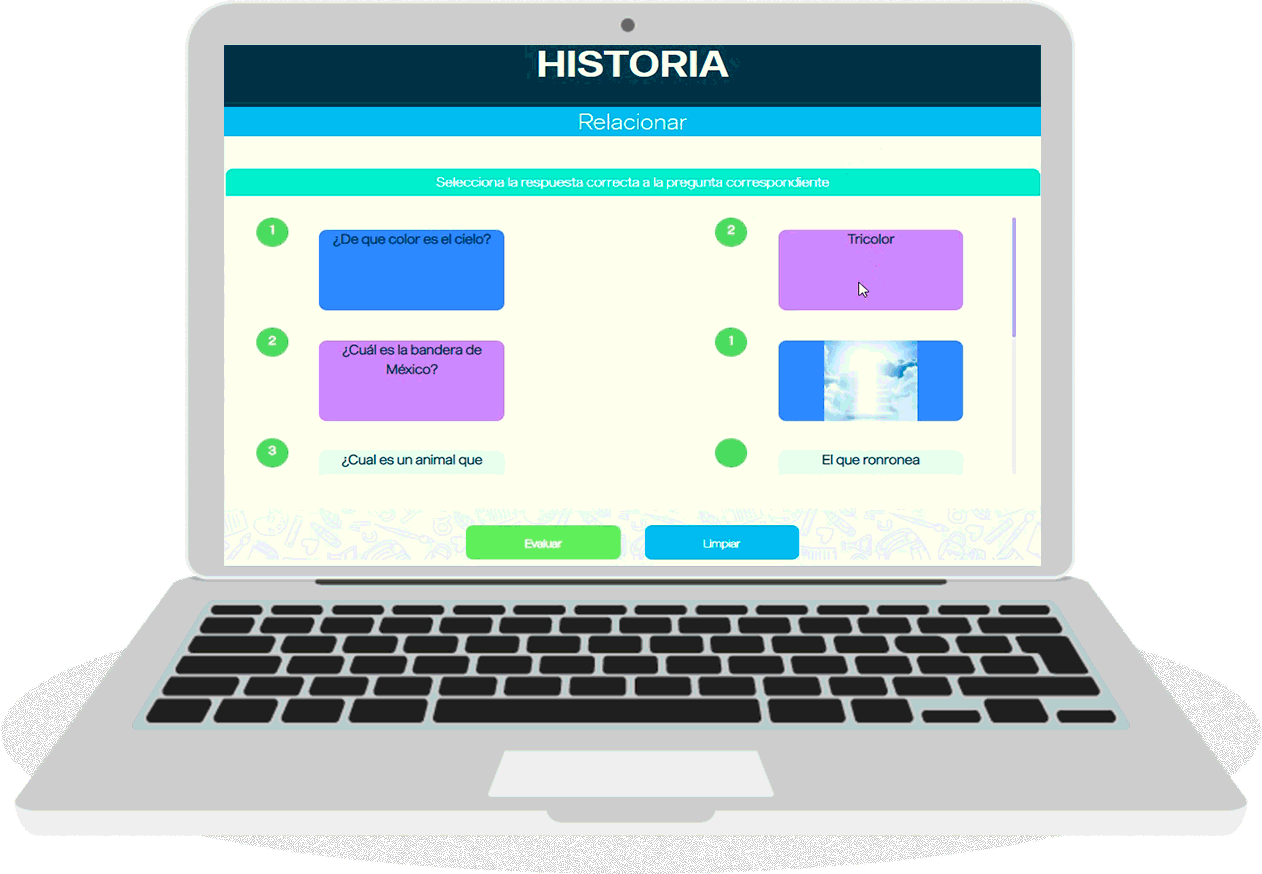 HISTORIA
Relacionar
Selecciona la respuesta correcta a la pregunta correspondiente
1
¿De que color es el cielo?
2
Tricolor
2
¿Cuál es la bandera de
México?
1
3
¿Cual es un animal que
El que ronronea
Evaluar
Limpiar